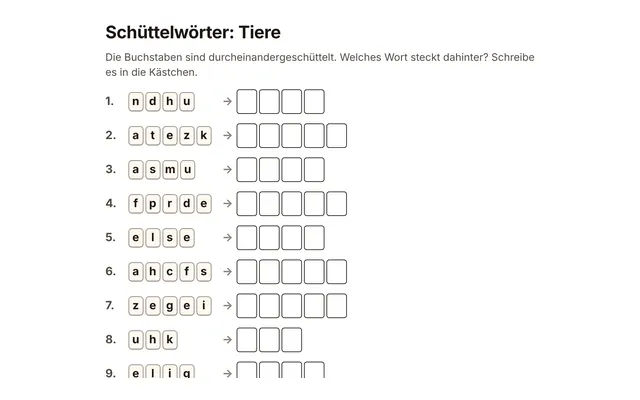 Schüttelwörter: Tiere
Die Buchstaben sind durcheinandergeschüttelt. Welches Wort steckt dahinter? Schreibe
es in die Kästchen.
1. n d h u →
2. a t e z k →
3. a s m u →
4. f p r d e →
5. e l s e →
6. a h c f s →
7. z e g e i →
8. u h k →
9. e l i g →